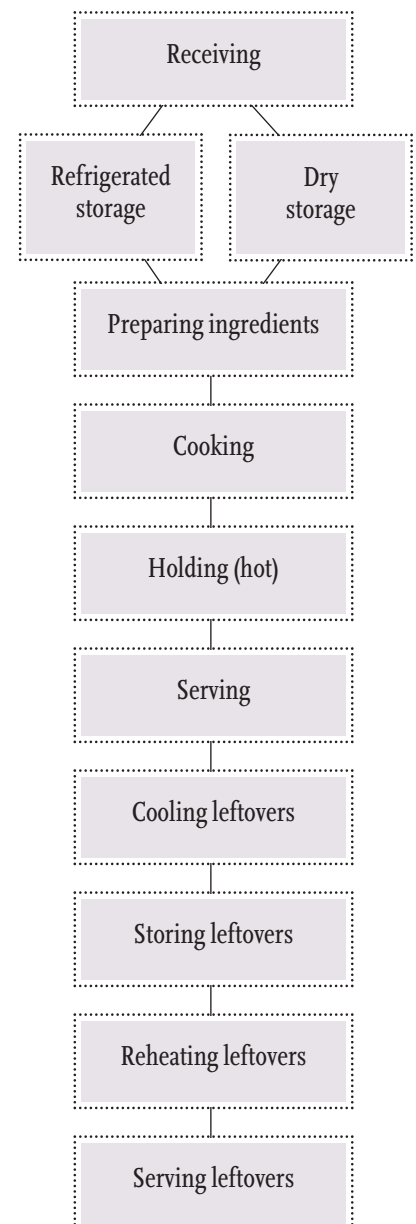 Receiving
Refrigerated
storage
Dry
storage
Preparing ingredients
Cooking
Holding (hot)
Serving
Cooling leftovers
Storing leftovers
Reheating leftovers
Serving leftovers